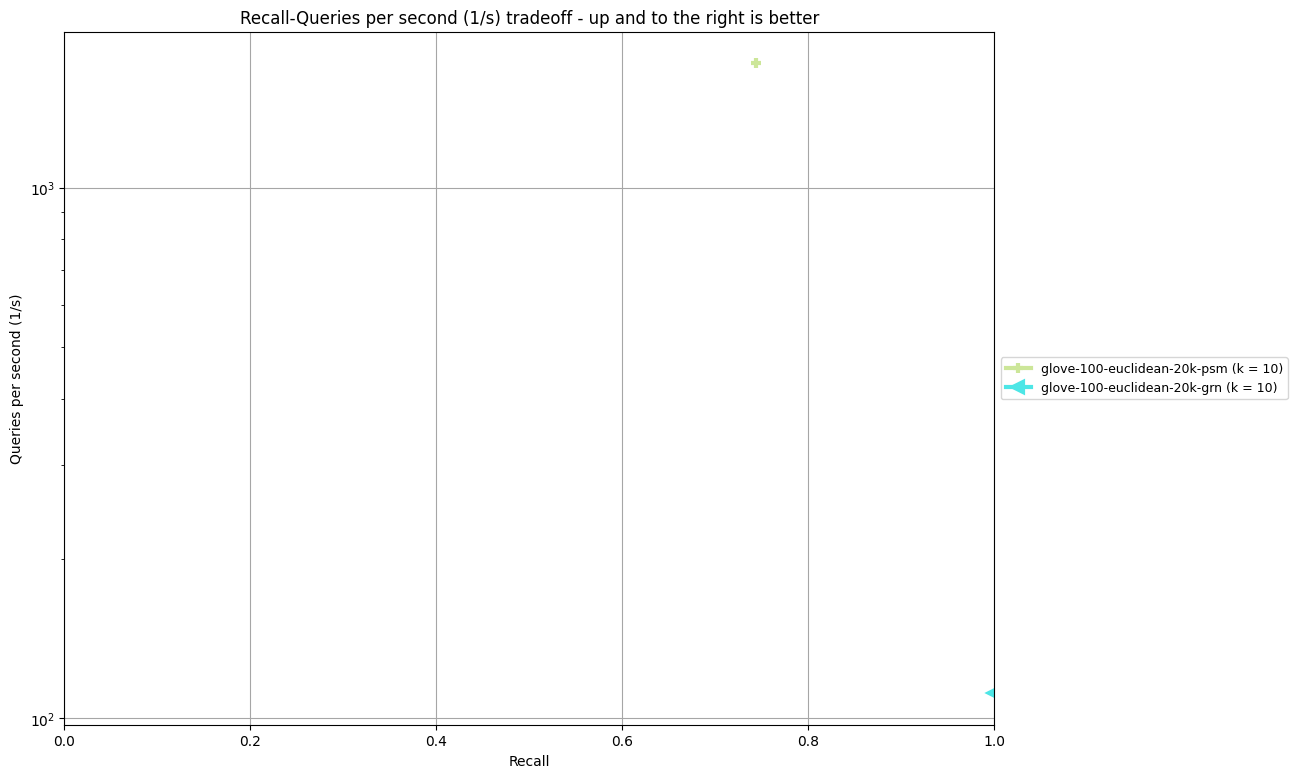 Recall-Queries per second (1/s) tradeoff - up and to the right is better
Queries per second (1/s)
10³
10²
0.0 0.2 0.4 0.6 0.8 1.0
Recall
glove-100-euclidean-20k-psm (k = 10)
glove-100-euclidean-20k-grn (k = 10)